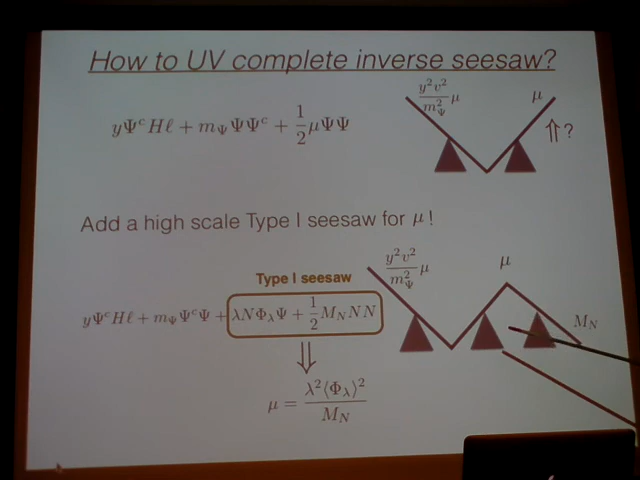 How to UV complete inverse seesaw?
yΨᶜHℓ + m_Ψ ΨΨᶜ + 1/2 μΨΨ
y²v²/m²_Ψ μ
μ
⇑?
Add a high scale Type I seesaw for μ!
Type I seesaw
yΨᶜHℓ + m_Ψ ΨᶜΨ + λNΦ_λΨ + 1/2 M_N NN
y²v²/m²_Ψ μ
μ
M_N
⇓
μ = λ²⟨Φ_λ⟩²/M_N